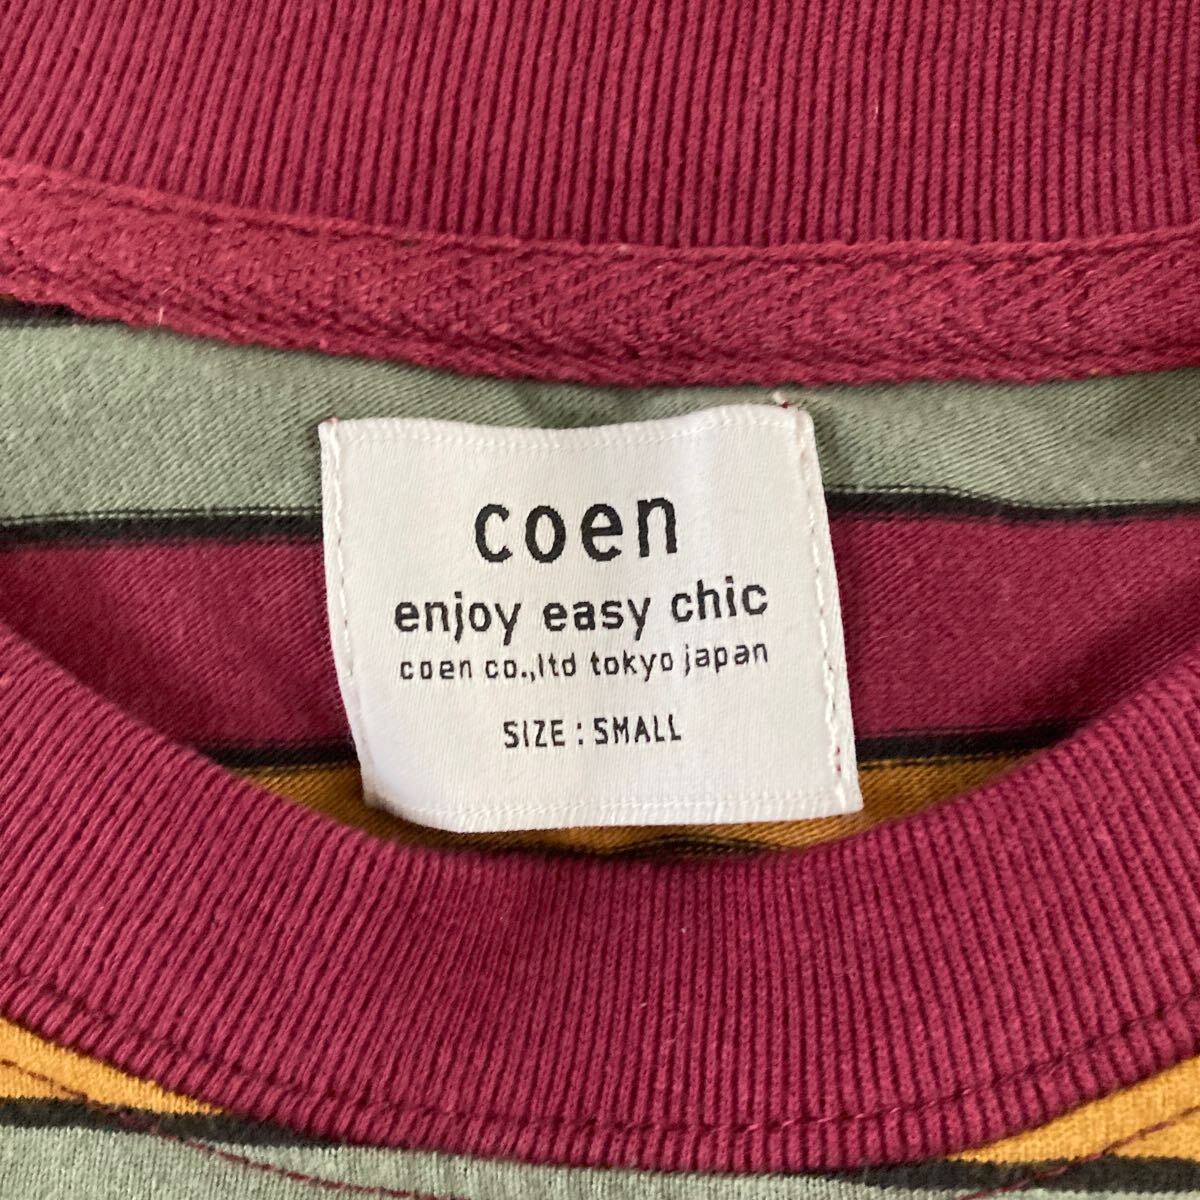 coen
enjoy easy chic
coen co.,ltd tokyo japan
SIZE : SMALL